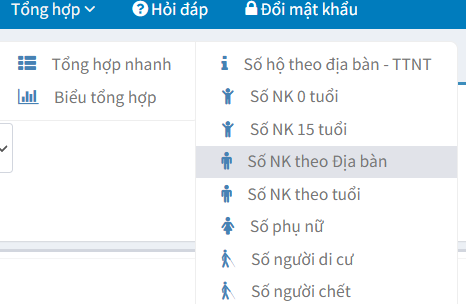 Tổng hợp Hỏi đáp Đổi mật khẩu
Tổng hợp nhanh
Biểu tổng hợp
Số hộ theo địa bàn - TTNT
Số NK 0 tuổi
Số NK 15 tuổi
Số NK theo Địa bàn
Số NK theo tuổi
Số phụ nữ
Số người di cư
Số người chết